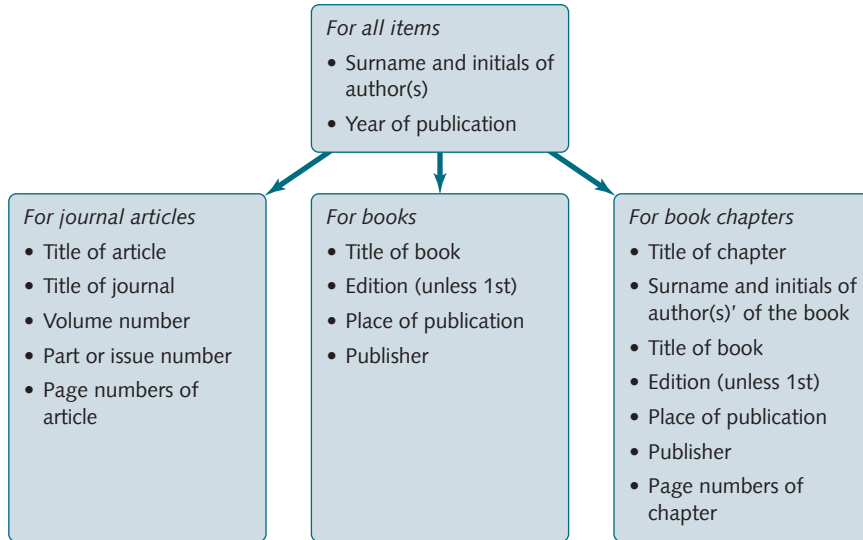 For all items
• Surname and initials of
author(s)
• Year of publication
For journal articles
• Title of article
• Title of journal
• Volume number
• Part or issue number
• Page numbers of
article
For books
• Title of book
• Edition (unless 1st)
• Place of publication
• Publisher
For book chapters
• Title of chapter
• Surname and initials of
author(s)' of the book
• Title of book
• Edition (unless 1st)
• Place of publication
• Publisher
• Page numbers of
chapter